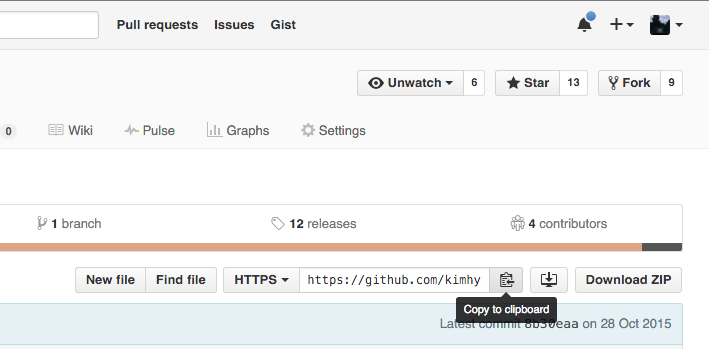 Pull requests Issues Gist
Unwatch 6 Star 13 Fork 9
0 Wiki Pulse Graphs Settings
1 branch 12 releases 4 contributors
New file Find file HTTPS https://github.com/kimhy Download ZIP
Copy to clipboard
Latest commit 8b30eaa on 28 Oct 2015